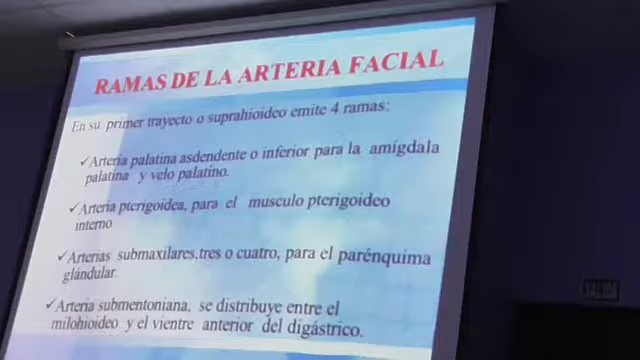 RAMAS DE LA ARTERIA FACIAL
En su primer trayecto o suprahioideo emite 4 ramas:
✓Arteria palatina asdendente o inferior para la amígdala
palatina y velo palatino.
✓Arteria pterigoidea, para el musculo pterigoideo
interno
✓Arterias submaxilares,tres o cuatro, para el parénquima
glándular.
✓Arteria submentoniana, se distribuye entre el
milohioideo y el vientre anterior del digástrico.
SALIDA